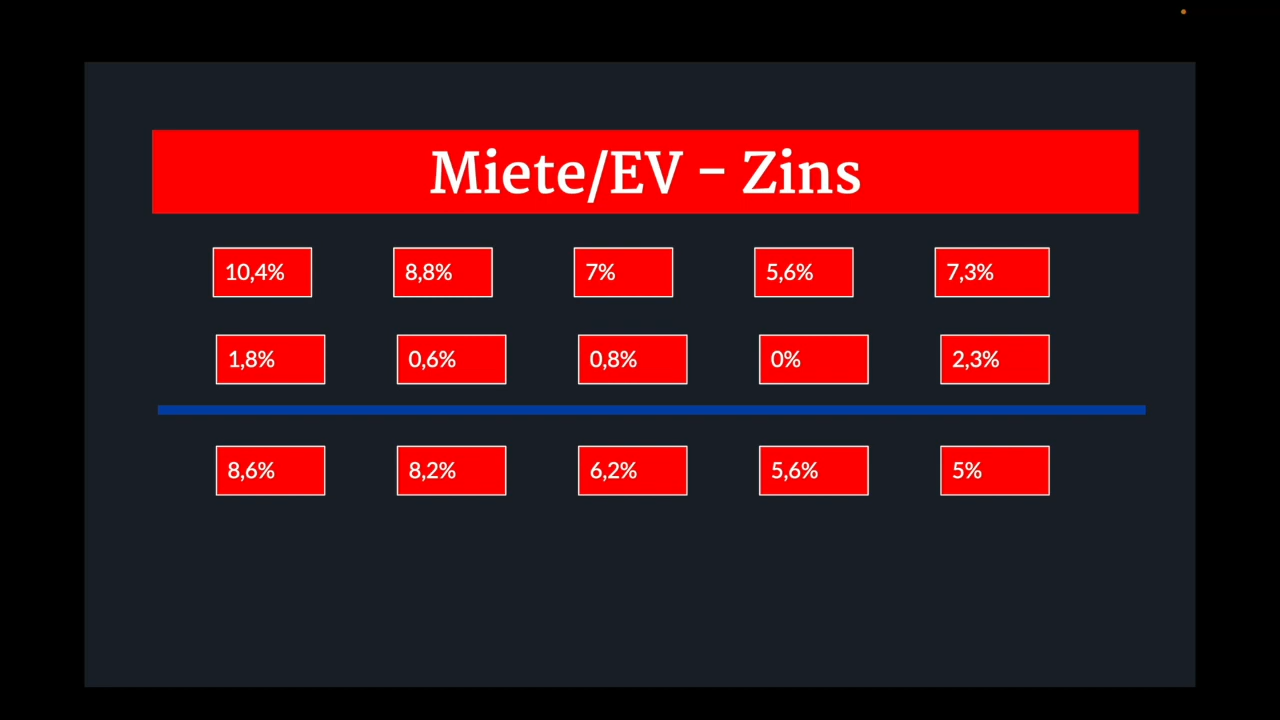 Miete/EV - Zins
10,4% 8,8% 7% 5,6% 7,3%
1,8% 0,6% 0,8% 0% 2,3%
8,6% 8,2% 6,2% 5,6% 5%